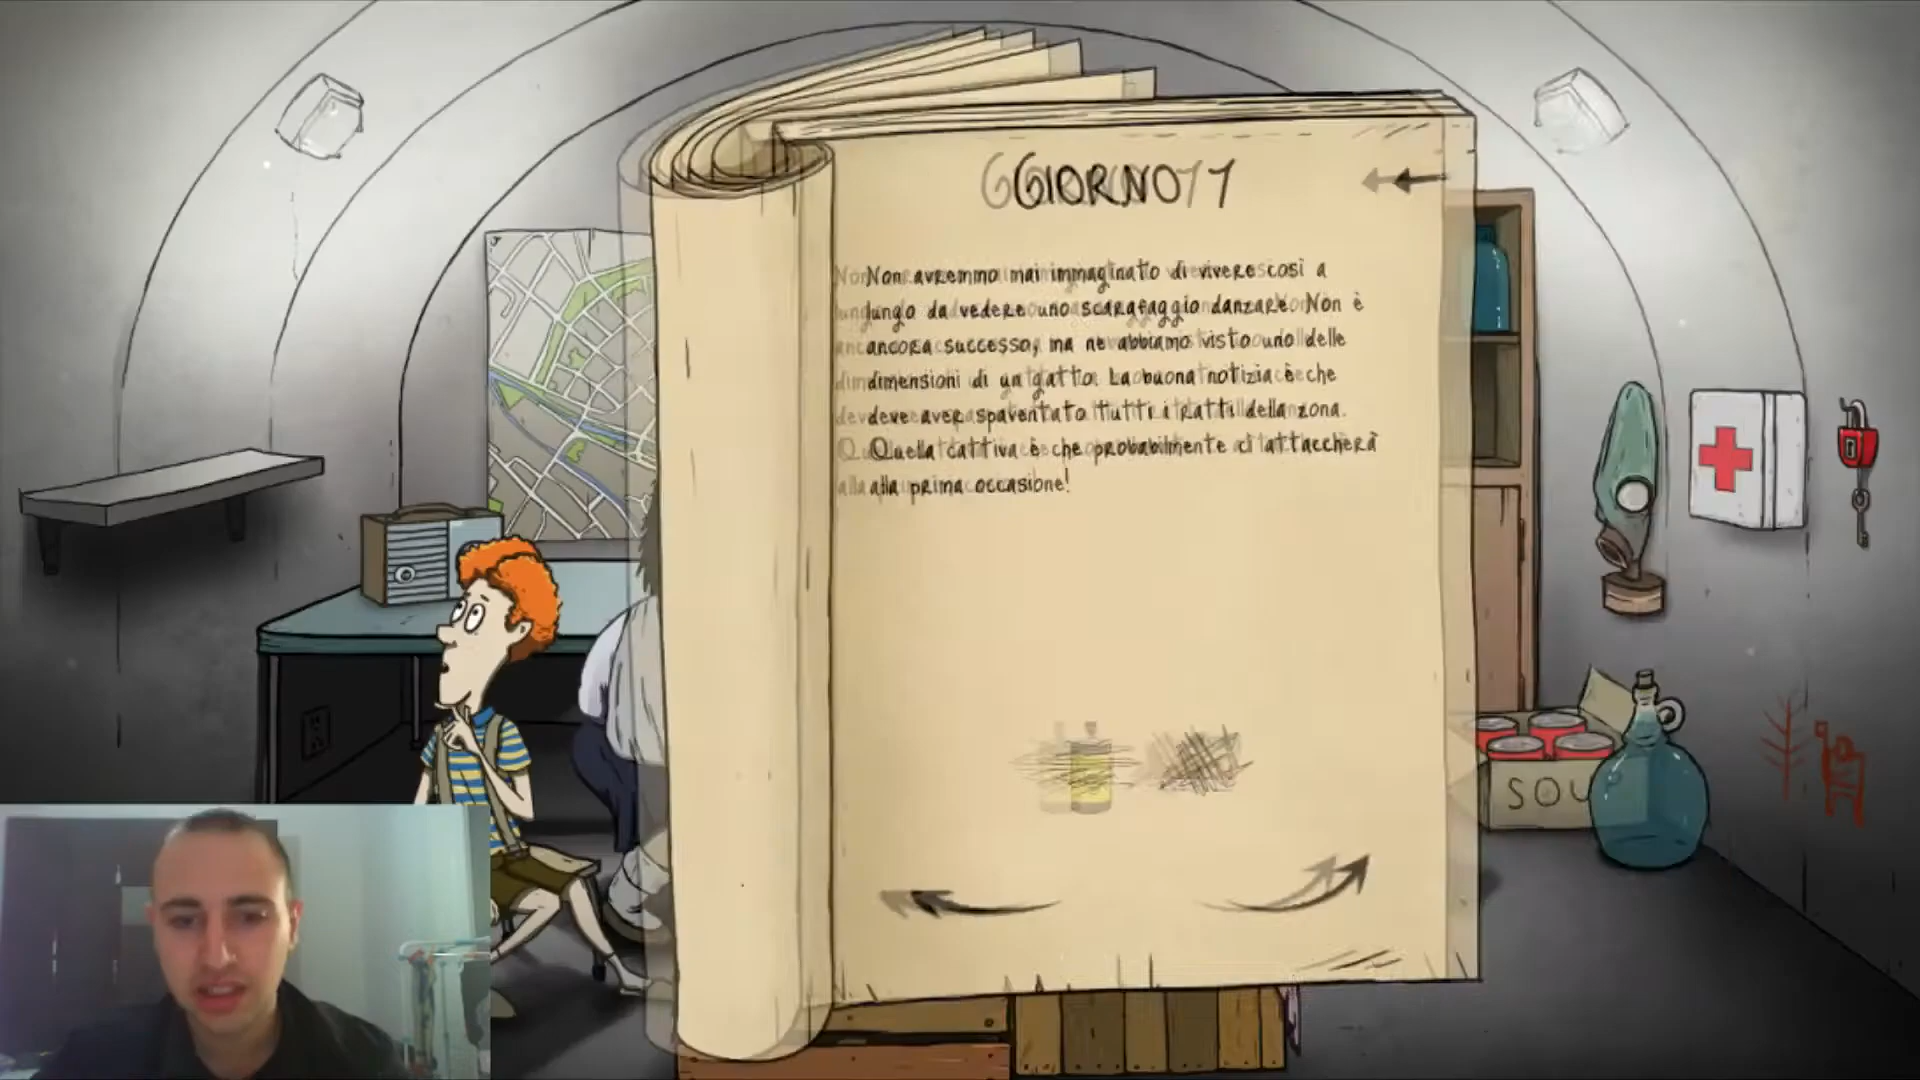 GIORNO 7
Non avremmo mai immaginato di vivere così a
lungo da vedere uno scarafaggio danzare. Non è
ancora successo, ma ne abbiamo visto uno delle
dimensioni di un gatto. La buona notizia è che
deve aver spaventato tutti i ratti della zona.
Quella cattiva è che probabilmente ci attaccherà
alla prima occasione!
SOU